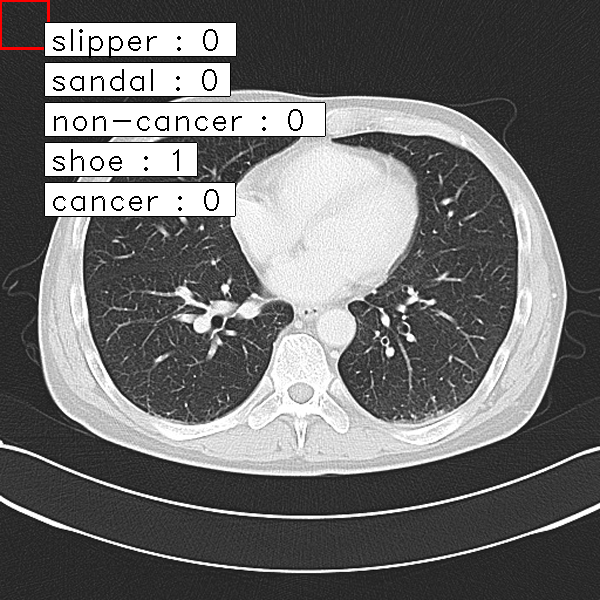 slipper : 0
sandal : 0
non-cancer : 0
shoe : 1
cancer : 0